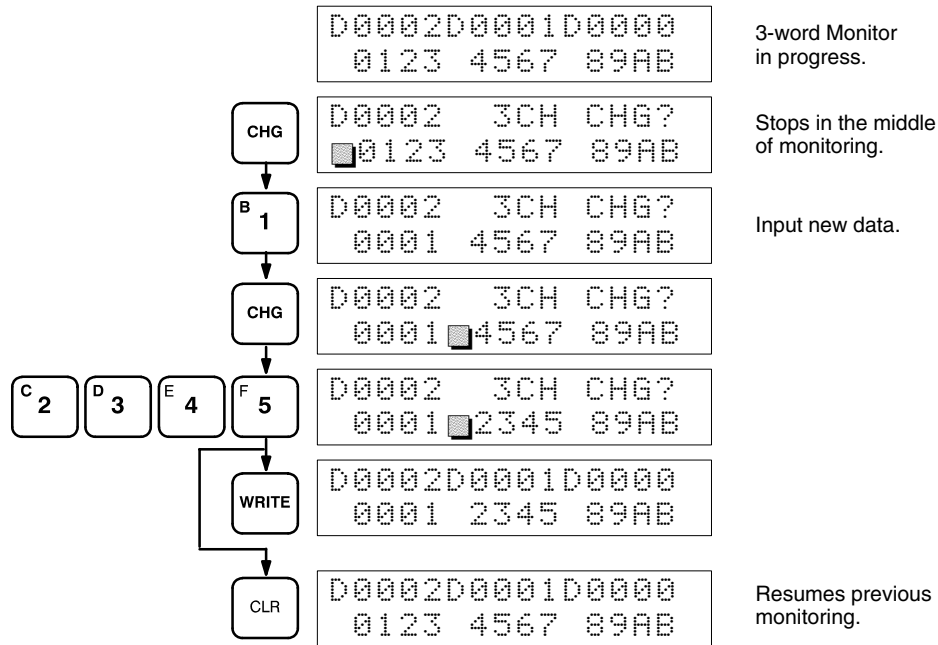 D0002D0001D0000
0123 4567 89AB
3-word Monitor
in progress.
CHG
D0002 3CH CHG?
0123 4567 89AB
Stops in the middle
of monitoring.
B 1
D0002 3CH CHG?
0001 4567 89AB
Input new data.
CHG
D0002 3CH CHG?
0001 4567 89AB
C 2 D 3 E 4 F 5
D0002 3CH CHG?
0001 2345 89AB
WRITE
D0002D0001D0000
0001 2345 89AB
CLR
D0002D0001D0000
0123 4567 89AB
Resumes previous
monitoring.